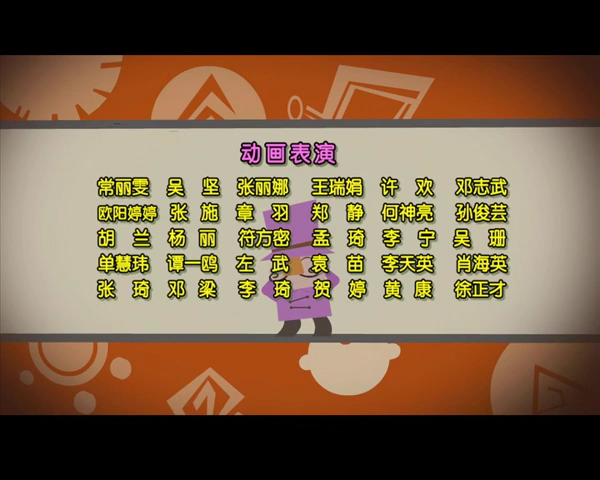 动画表演
常丽雯 吴坚 张丽娜 王瑞娟 许欢 邓志武
欧阳婷婷 张施 章羽 郑静 何神亮 孙俊芸
胡兰 杨丽 符方密 孟琦 李宁 吴珊
单慧玮 谭一鸥 左武 袁苗 李天英 肖海英
张琦 邓梁 李琦 贺婷 黄康 徐正才